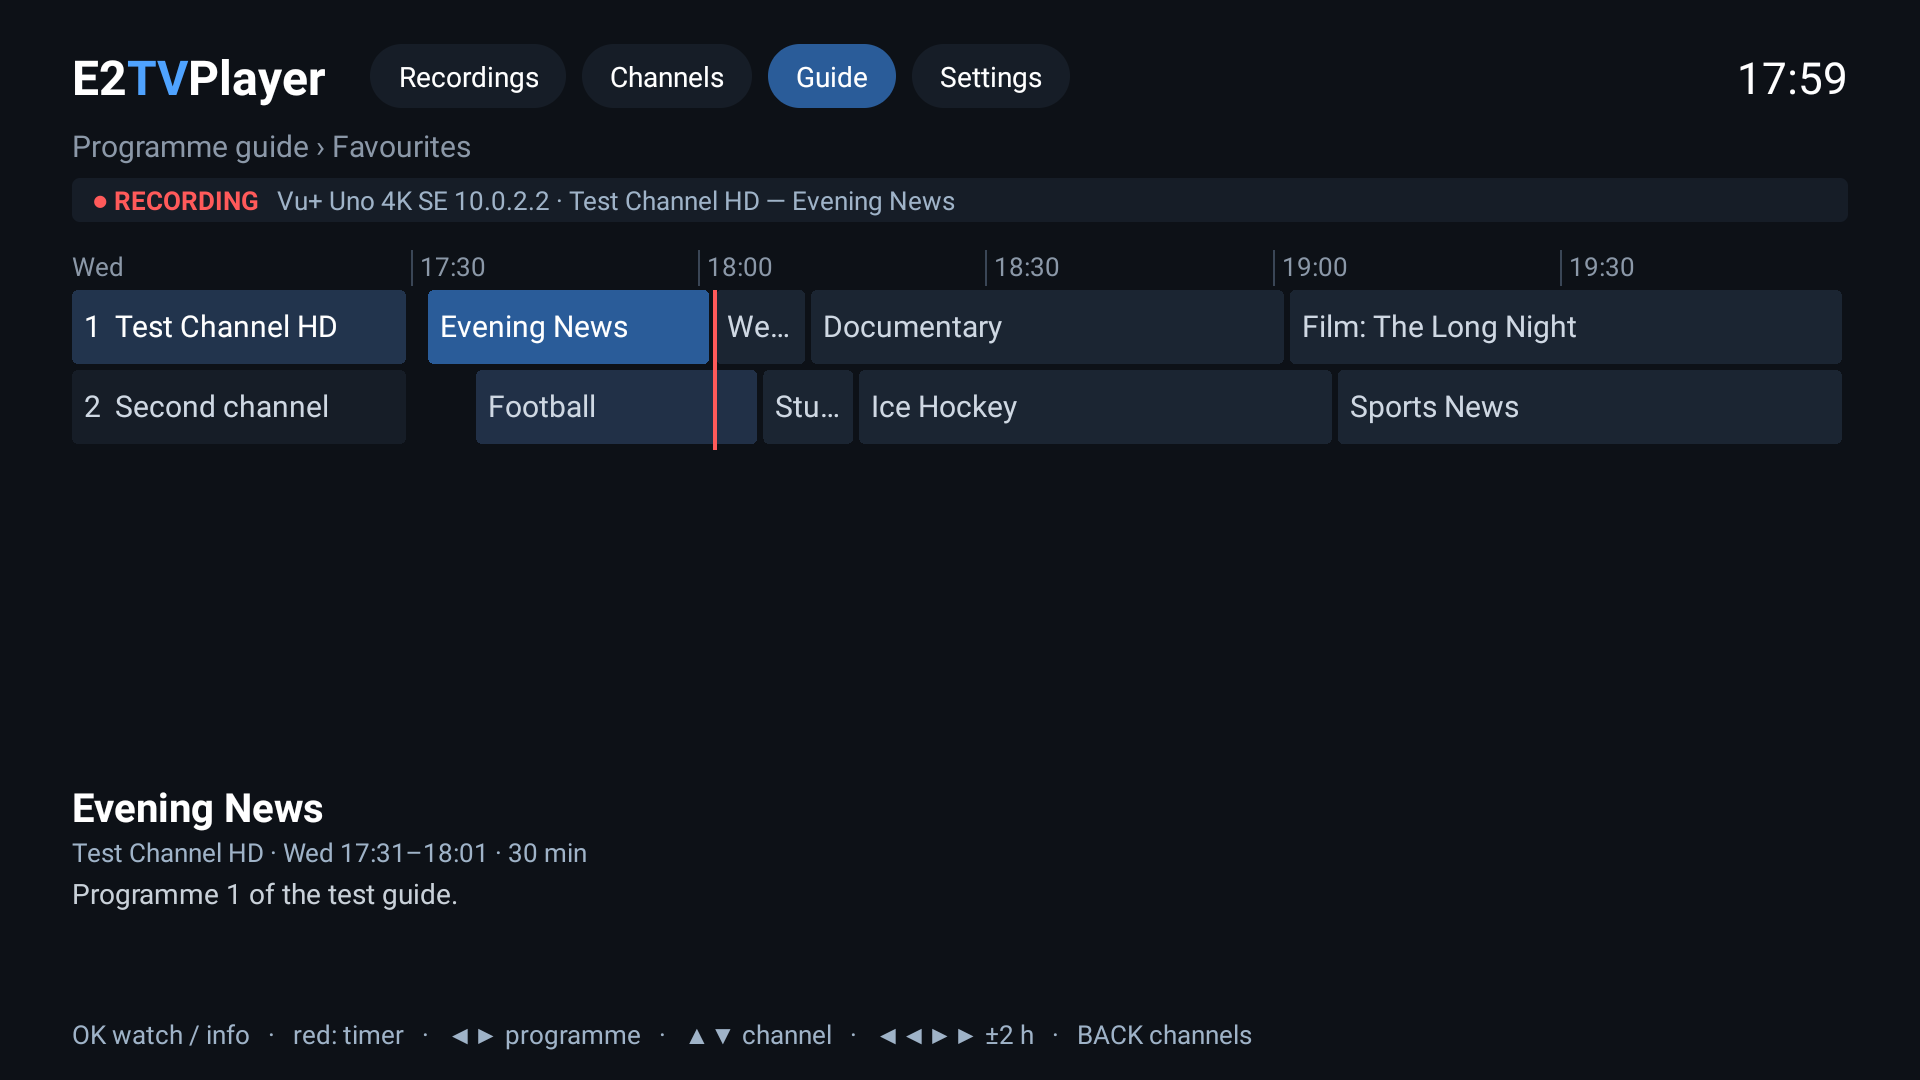 E2TVPlayer Recordings Channels Guide Settings 17:59
Programme guide › Favourites
● RECORDING Vu+ Uno 4K SE 10.0.2.2 · Test Channel HD — Evening News
Wed 17:30 18:00 18:30 19:00 19:30
1 Test Channel HD Evening News We… Documentary Film: The Long Night
2 Second channel Football Stu… Ice Hockey Sports News
Evening News
Test Channel HD · Wed 17:31–18:01 · 30 min
Programme 1 of the test guide.
OK watch / info · red: timer · ◄ ► programme · ▲ ▼ channel · ◄◄ ►► ±2 h · BACK channels